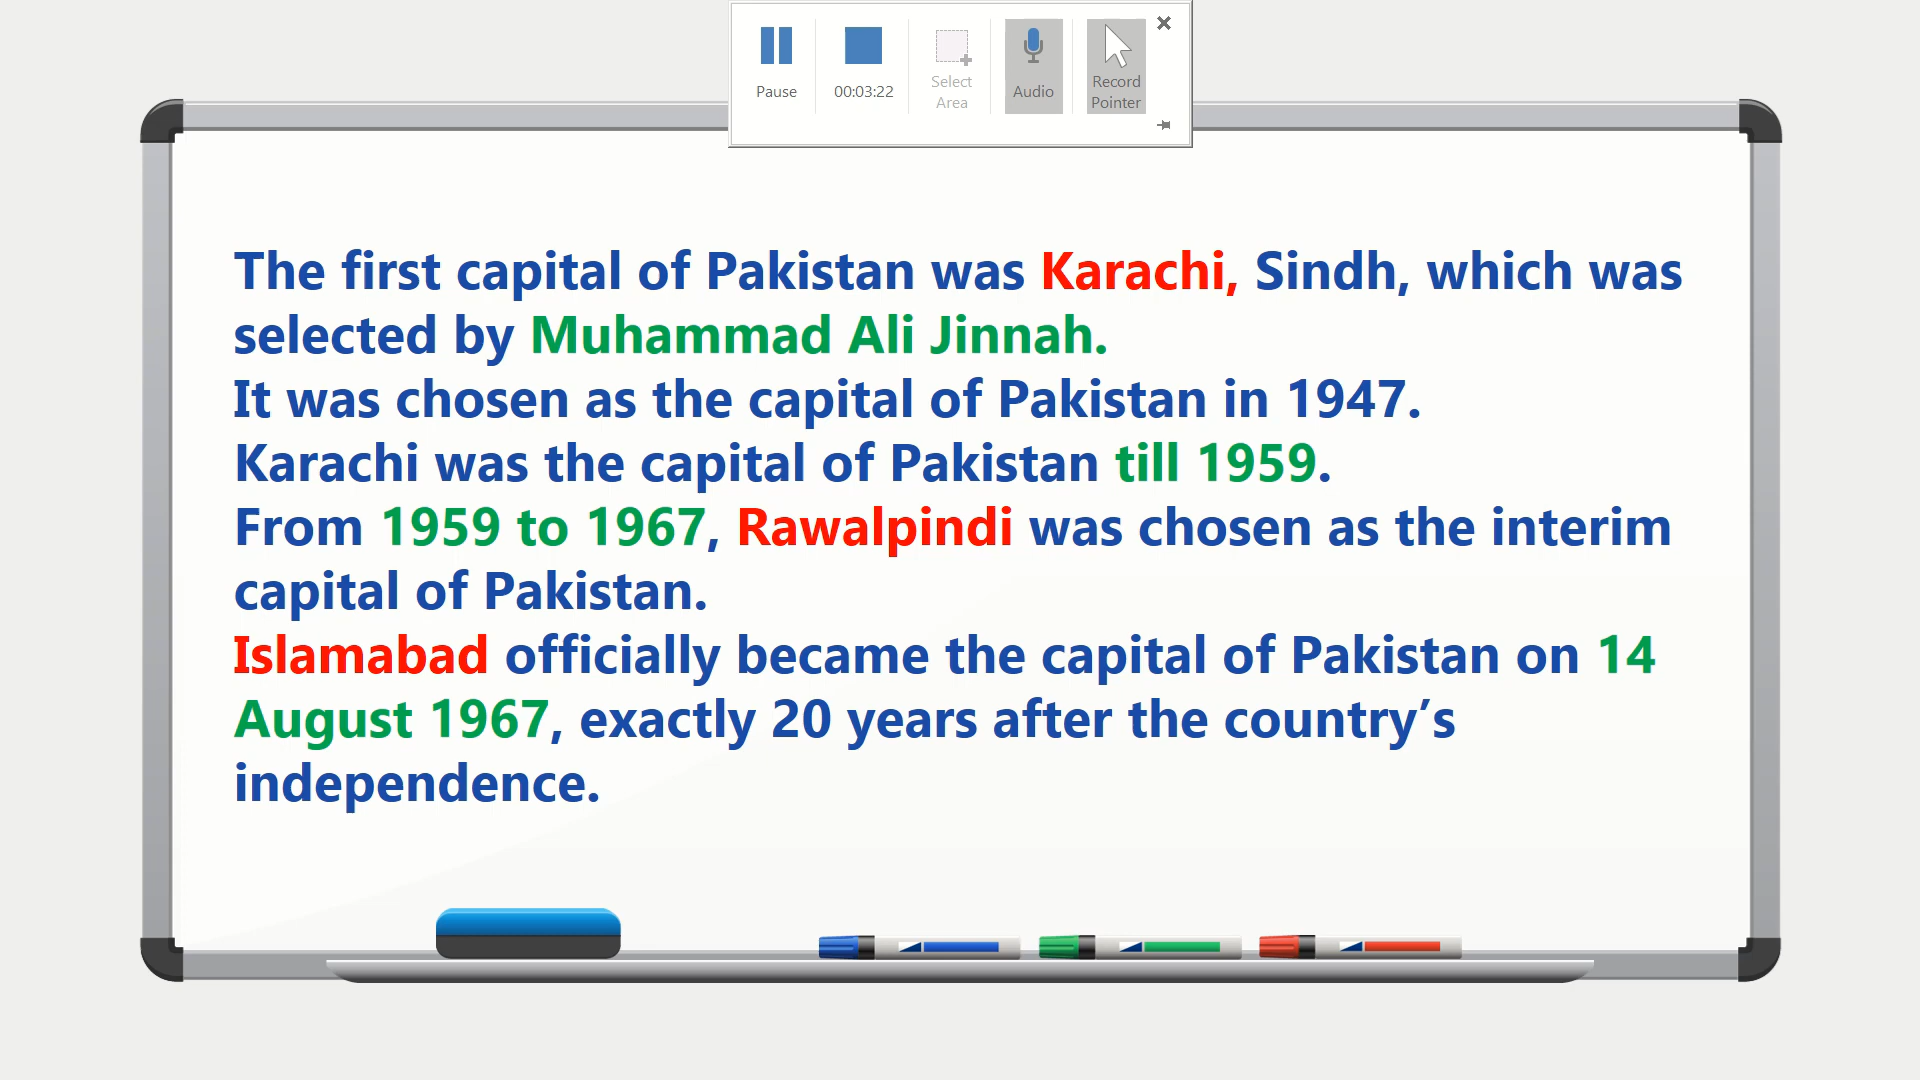 Pause
00:03:22
Select
Area
Audio
Record
Pointer
The first capital of Pakistan was Karachi, Sindh, which was
selected by Muhammad Ali Jinnah.
It was chosen as the capital of Pakistan in 1947.
Karachi was the capital of Pakistan till 1959.
From 1959 to 1967, Rawalpindi was chosen as the interim
capital of Pakistan.
Islamabad officially became the capital of Pakistan on 14
August 1967, exactly 20 years after the country’s
independence.